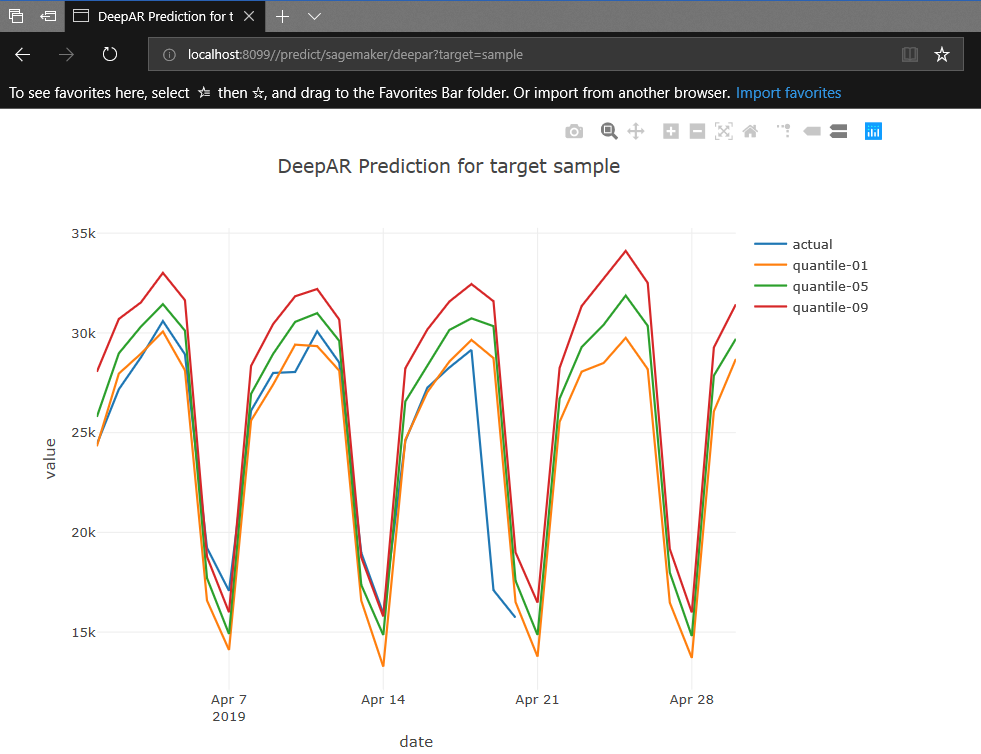 DeepAR Prediction for t
localhost:8099//predict/sagemaker/deepar?target=sample
To see favorites here, select then , and drag to the Favorites Bar folder. Or import from another browser. Import favorites
DeepAR Prediction for target sample
35k
30k
25k
20k
15k
value
actual
quantile-01
quantile-05
quantile-09
Apr 7
2019
Apr 14
Apr 21
Apr 28
date